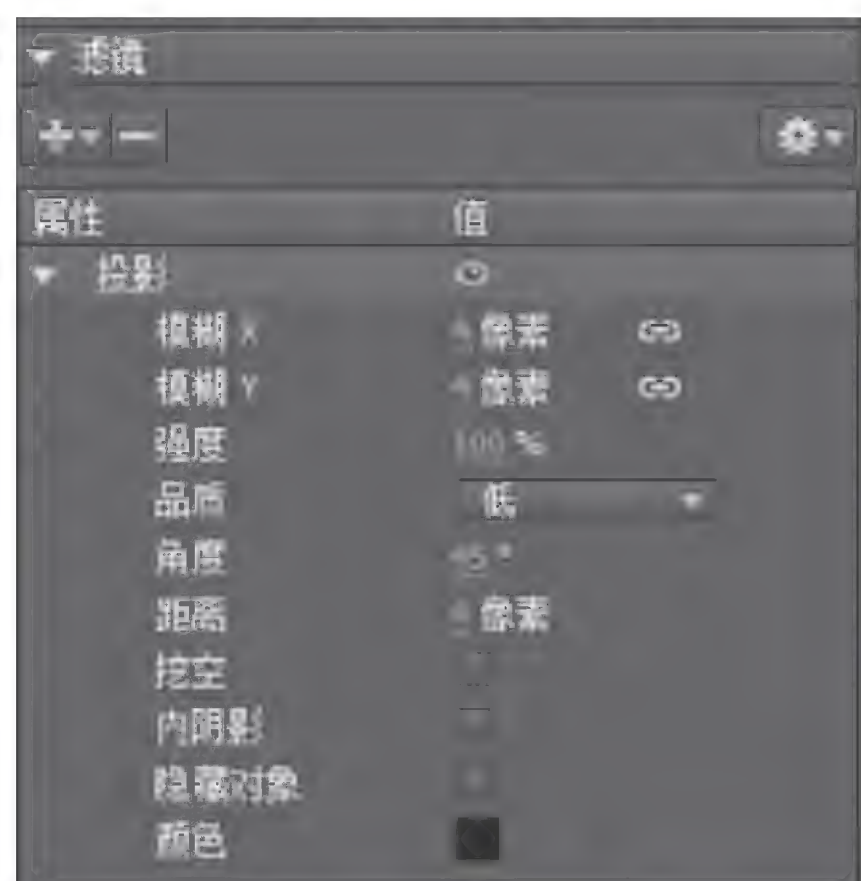 滤镜
属性 值
投影
模糊 X 像素
模糊 Y 像素
强度 100 %
品质 低
角度 45°
距离 像素
挖空
内阴影
隐藏对象
颜色